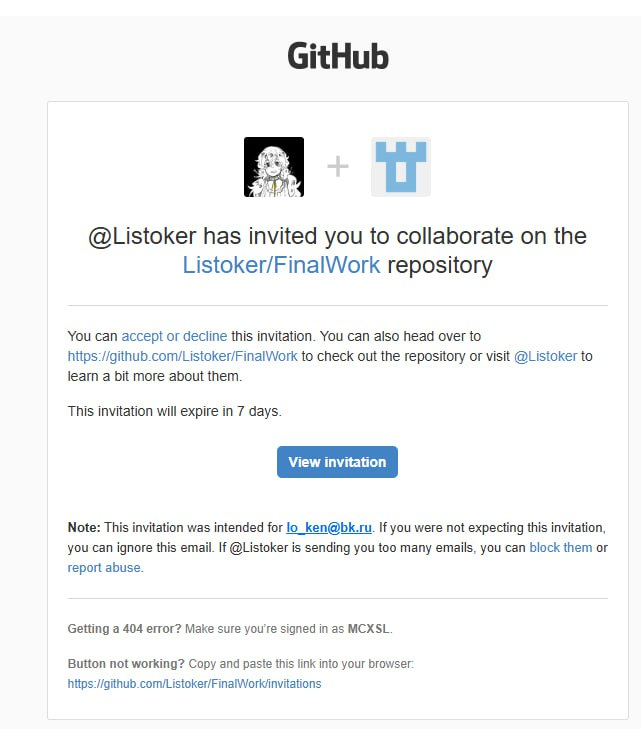 GitHub
@Listoker has invited you to collaborate on the
Listoker/FinalWork repository
You can accept or decline this invitation. You can also head over to
https://github.com/Listoker/FinalWork to check out the repository or visit @Listoker to
learn a bit more about them.
This invitation will expire in 7 days.
View invitation
Note: This invitation was intended for lo_ken@bk.ru. If you were not expecting this invitation,
you can ignore this email. If @Listoker is sending you too many emails, you can block them or
report abuse.
Getting a 404 error? Make sure you’re signed in as MCXSL.
Button not working? Copy and paste this link into your browser:
https://github.com/Listoker/FinalWork/invitations